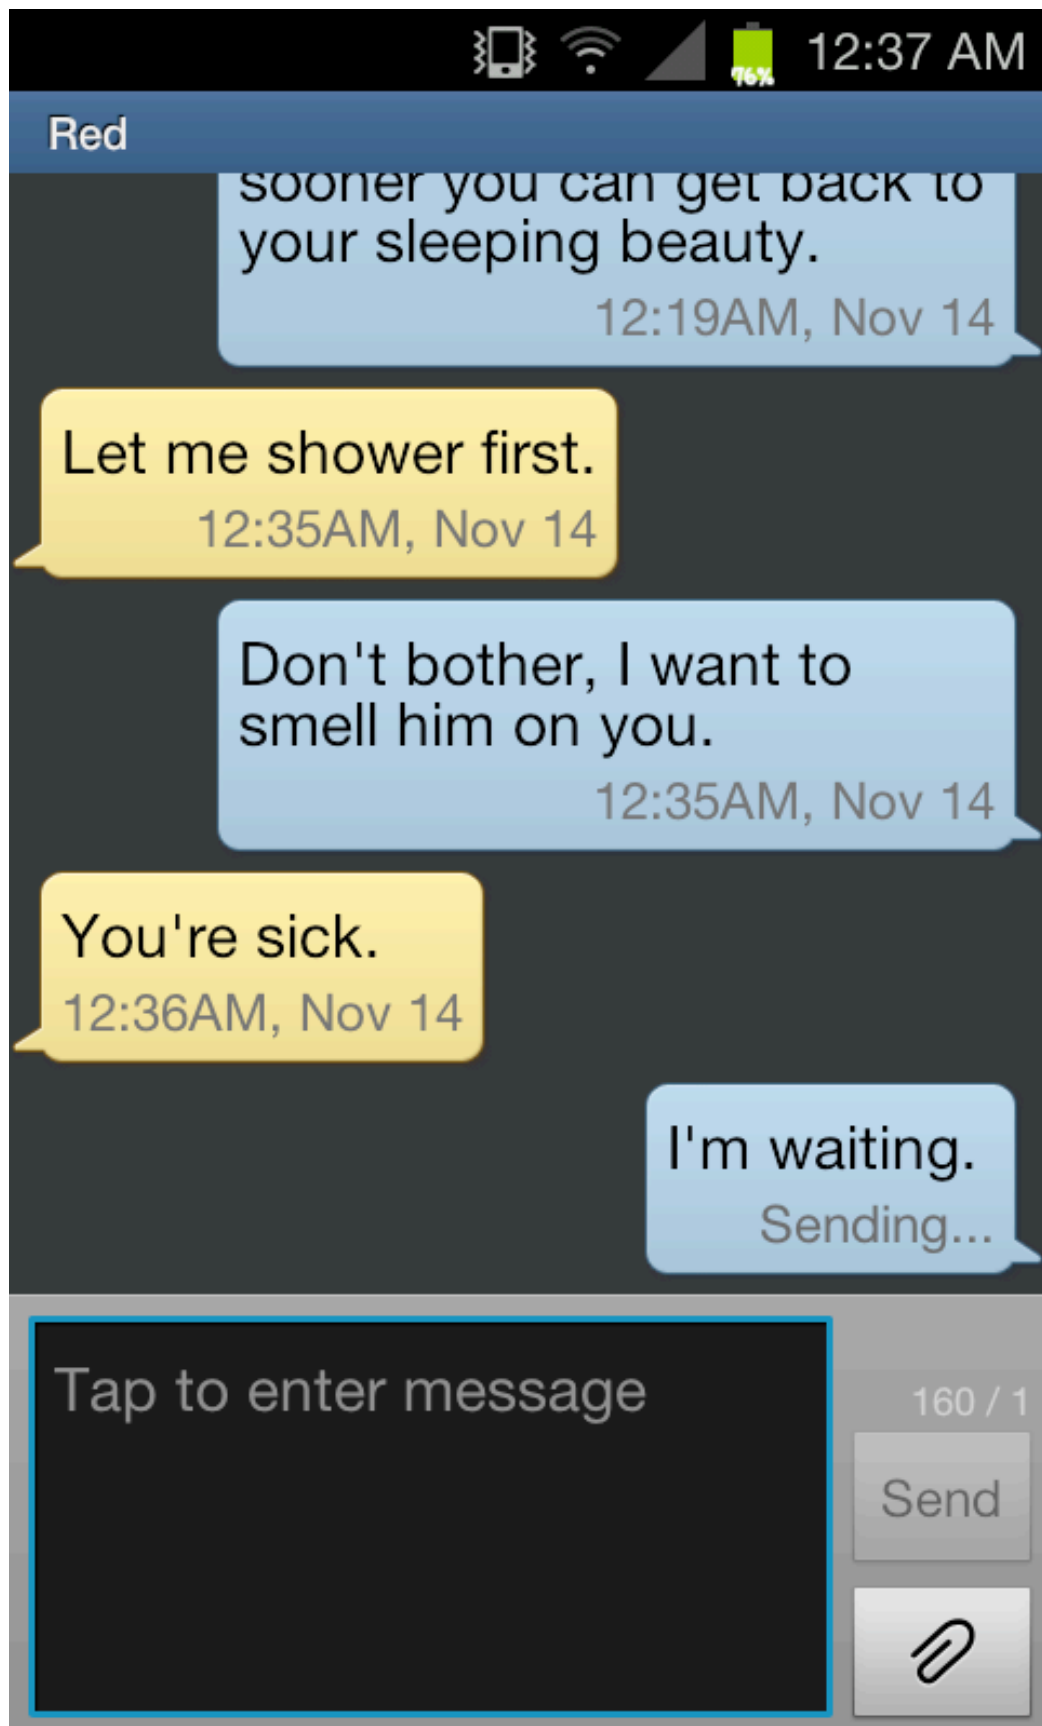 76%
12:37 AM
Red
sooner you can get back to
your sleeping beauty.
12:19AM, Nov 14
Let me shower first.
12:35AM, Nov 14
Don't bother, I want to
smell him on you.
12:35AM, Nov 14
You're sick.
12:36AM, Nov 14
I'm waiting.
Sending...
Tap to enter message
160 / 1
Send